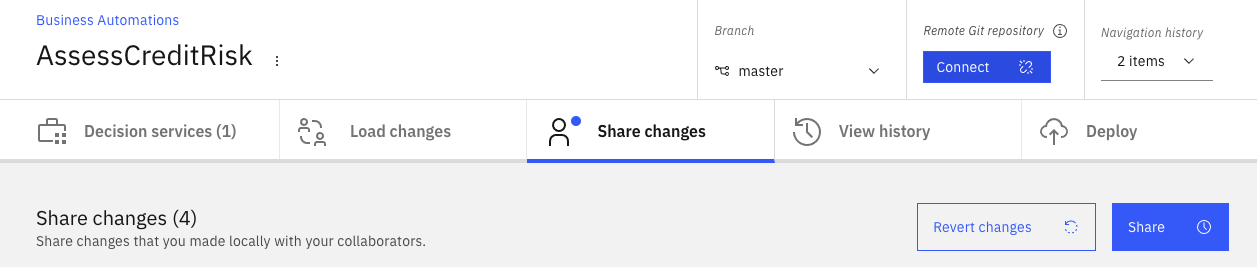 Business Automations
AssessCreditRisk
Branch
master
Remote Git repository
Connect
Navigation history
2 items
Decision services (1)
Load changes
Share changes
View history
Deploy
Share changes (4)
Share changes that you made locally with your collaborators.
Revert changes
Share